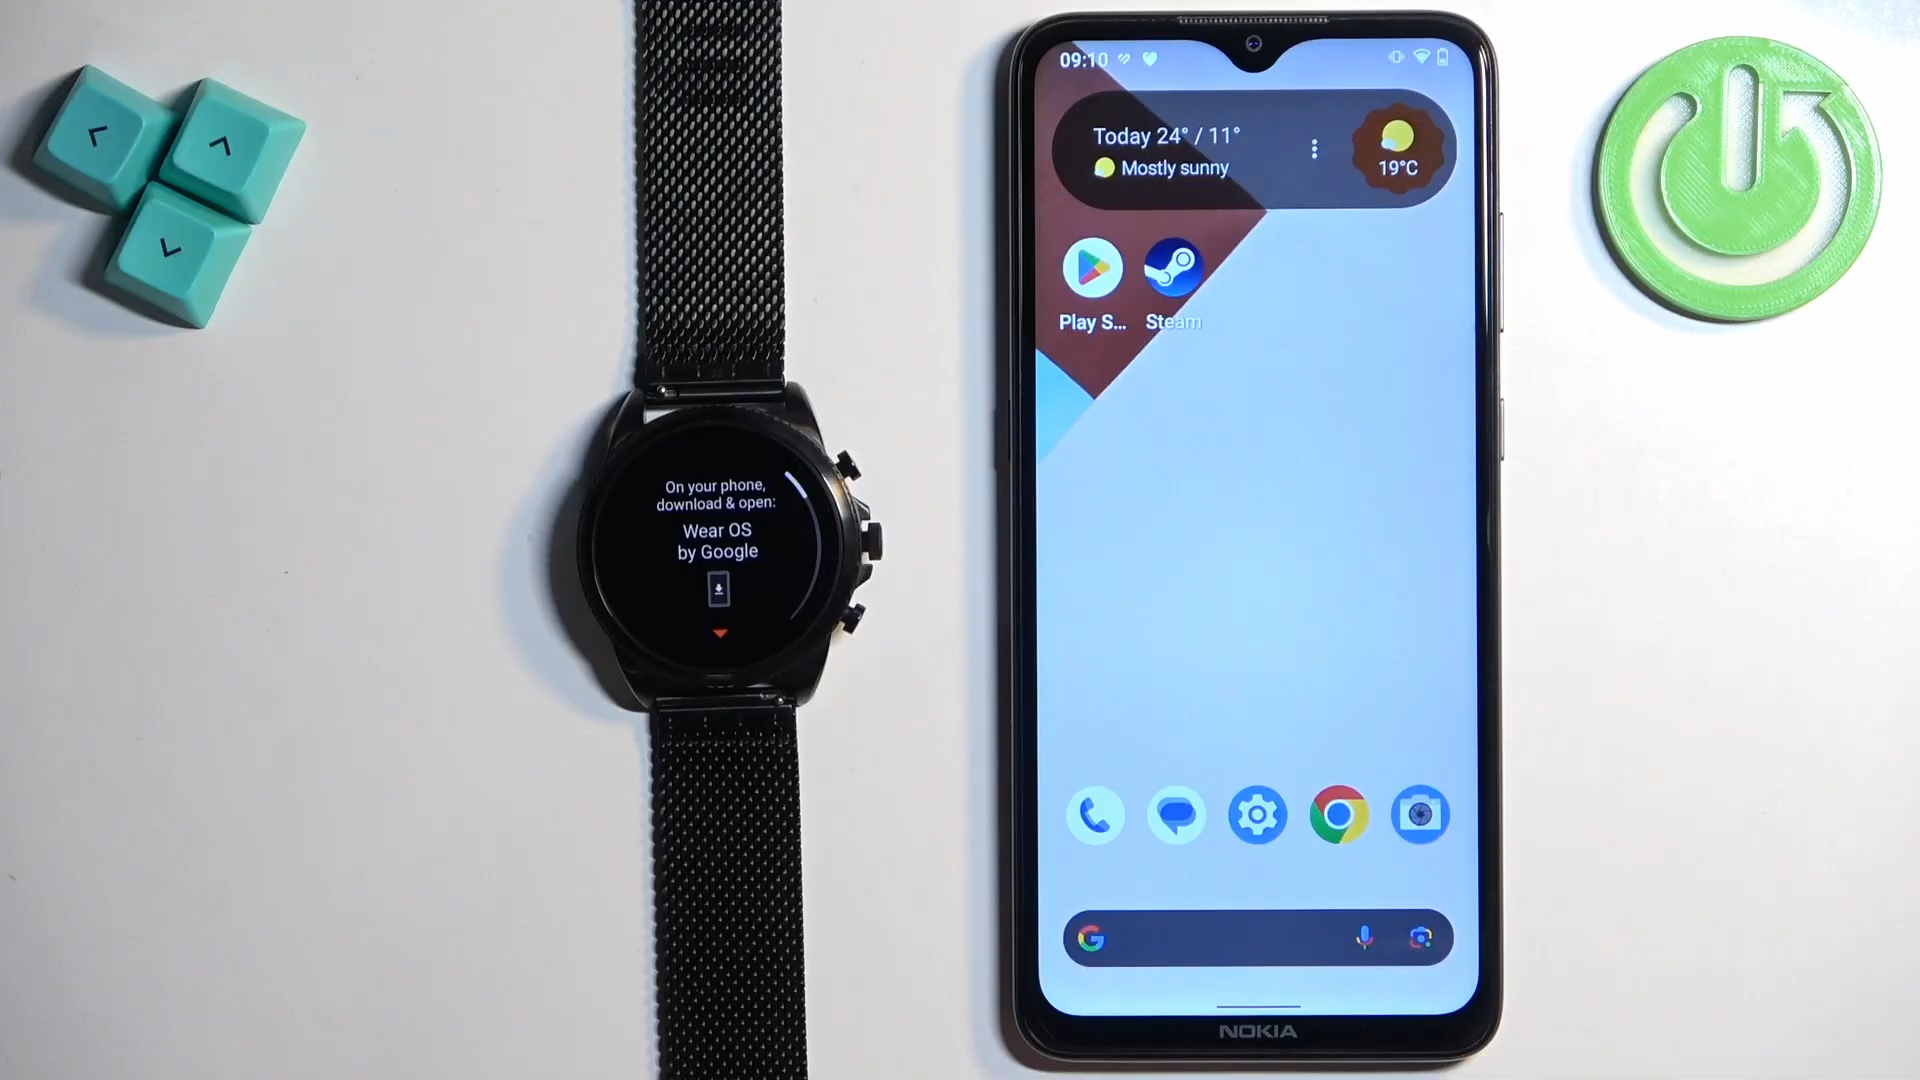 On your phone,
download & open:
Wear OS
by Google
09:10
Today 24° / 11°
Mostly sunny
19°C
Play S...
Steam
NOKIA